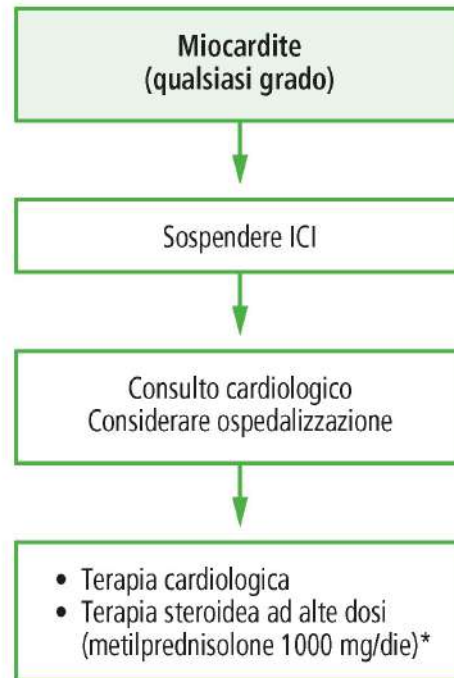 Miocardite
(qualsiasi grado)
Sospendere ICI
Consulto cardiologico
Considerare ospedalizzazione
• Terapia cardiologica
• Terapia steroidea ad alte dosi
(metilprednisolone 1000 mg/die)*